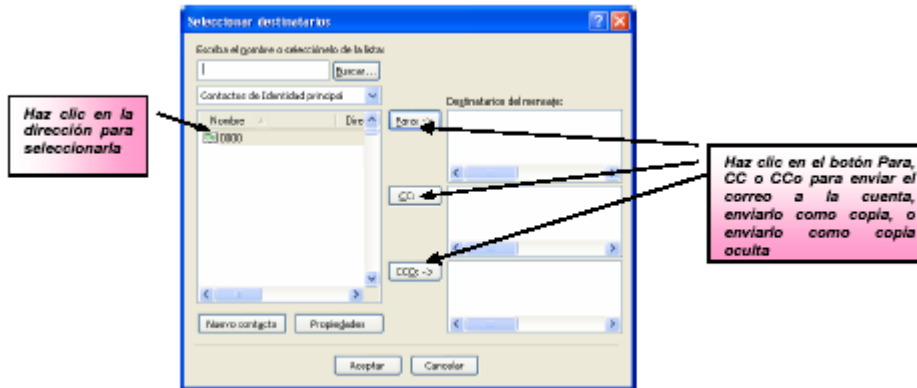 Seleccionar destinatarios
Escriba el nombre o selecciónelo de la lista:
Buscar...
Contactos de Identidad principal
Destinatarios del mensaje:
Nombre Dire
Para: ->
0000
CC: ->
CCO: ->
Nuevo contacto Propiedades
Aceptar Cancelar
Haz clic en la
dirección para
seleccionarla
Haz clic en el botón Para,
CC o CCo para enviar el
correo a la cuenta,
enviarlo como copia, o
enviarlo como copia
oculta